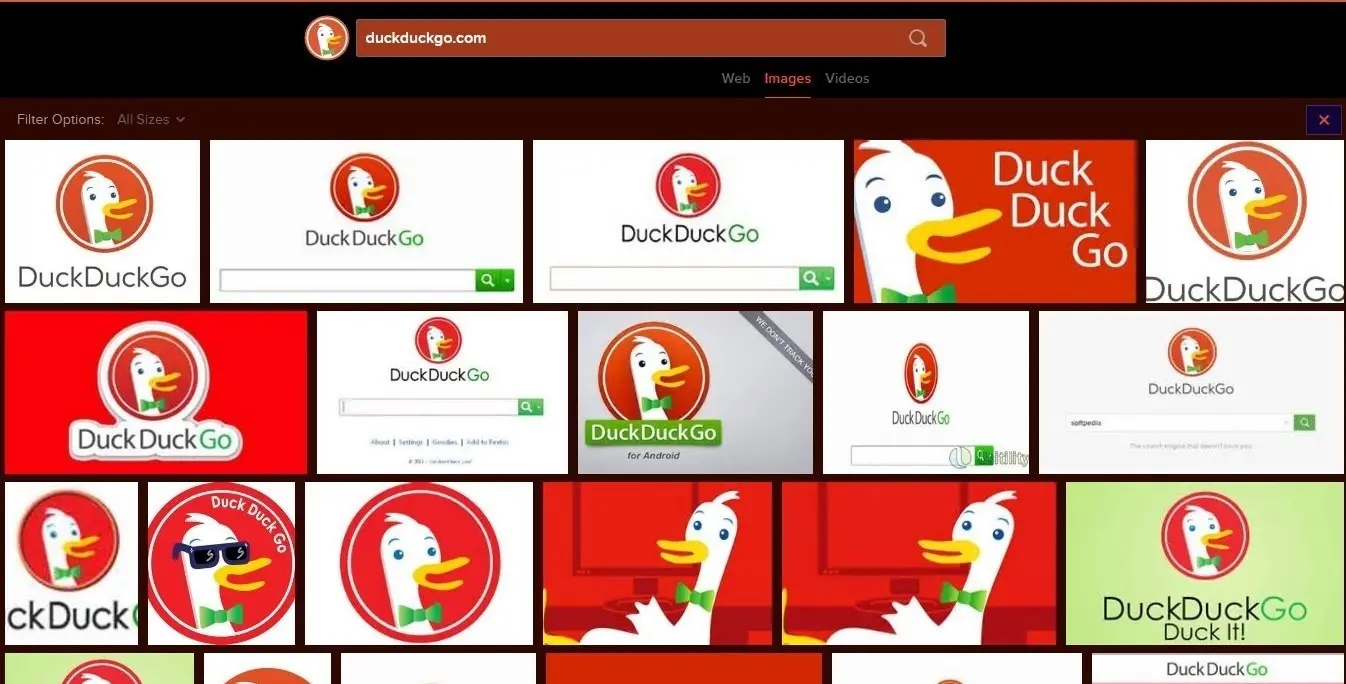 duckduckgo.com
Web Images Videos
Filter Options: All Sizes
DuckDuckGo
DuckDuckGo
DuckDuckGo
Duck
Duck
Go
DuckDuckGo
DuckDuckGo
DuckDuckGo
About | Settings | Goodies | Add to Firefox
WE DON'T TRACK YOU
DuckDuckGo
for Android
DuckDuckGo
DuckDuckGo
softpedia
The search engine that doesn't track you.
ckDuck
Duck Duck Go
DuckDuckGo
Duck It!
DuckDuckGo